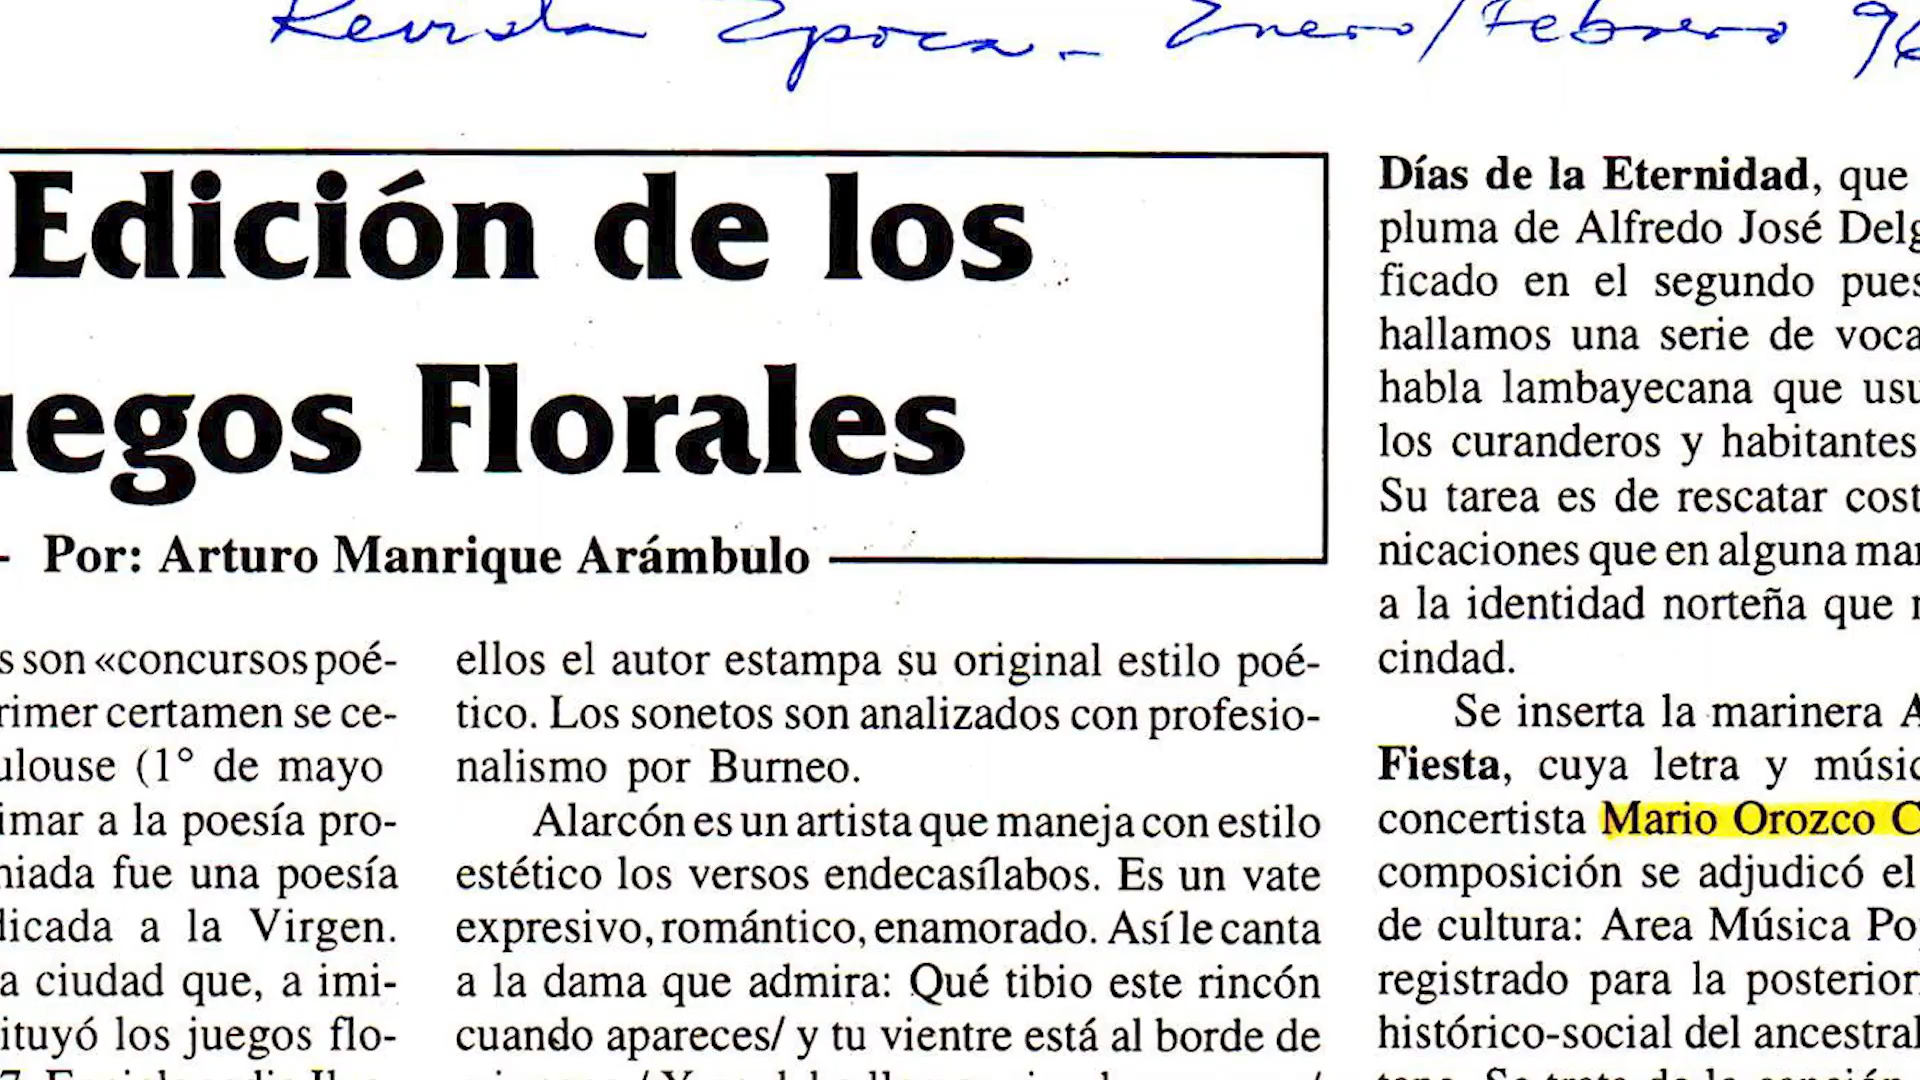 Revista Epoca - Enero/Febrero 96
Edición de los
uegos Florales
- Por: Arturo Manrique Arámbulo
s son «concursos poé-
rimer certamen se ce-
ulouse (1° de mayo
imar a la poesía pro-
niada fue una poesía
dicada a la Virgen.
a ciudad que, a imi-
ituyó los juegos flo-
ellos el autor estampa su original estilo poé-
tico. Los sonetos son analizados con profesio-
nalismo por Burneo.
Alarcón es un artista que maneja con estilo
estético los versos endecasílabos. Es un vate
expresivo, romántico, enamorado. Así le canta
a la dama que admira: Qué tibio este rincón
cuando apareces/ y tu vientre está al borde de
Días de la Eternidad, que
pluma de Alfredo José Delg
ficado en el segundo pues
hallamos una serie de voca
habla lambayecana que usu
los curanderos y habitantes
Su tarea es de rescatar cost
nicaciones que en alguna mar
a la identidad norteña que
cindad.
Se inserta la marinera A
Fiesta, cuya letra y músic
concertista Mario Orozco C
composición se adjudicó el
de cultura: Area Música Po
registrado para la posterior
histórico-social del ancestral